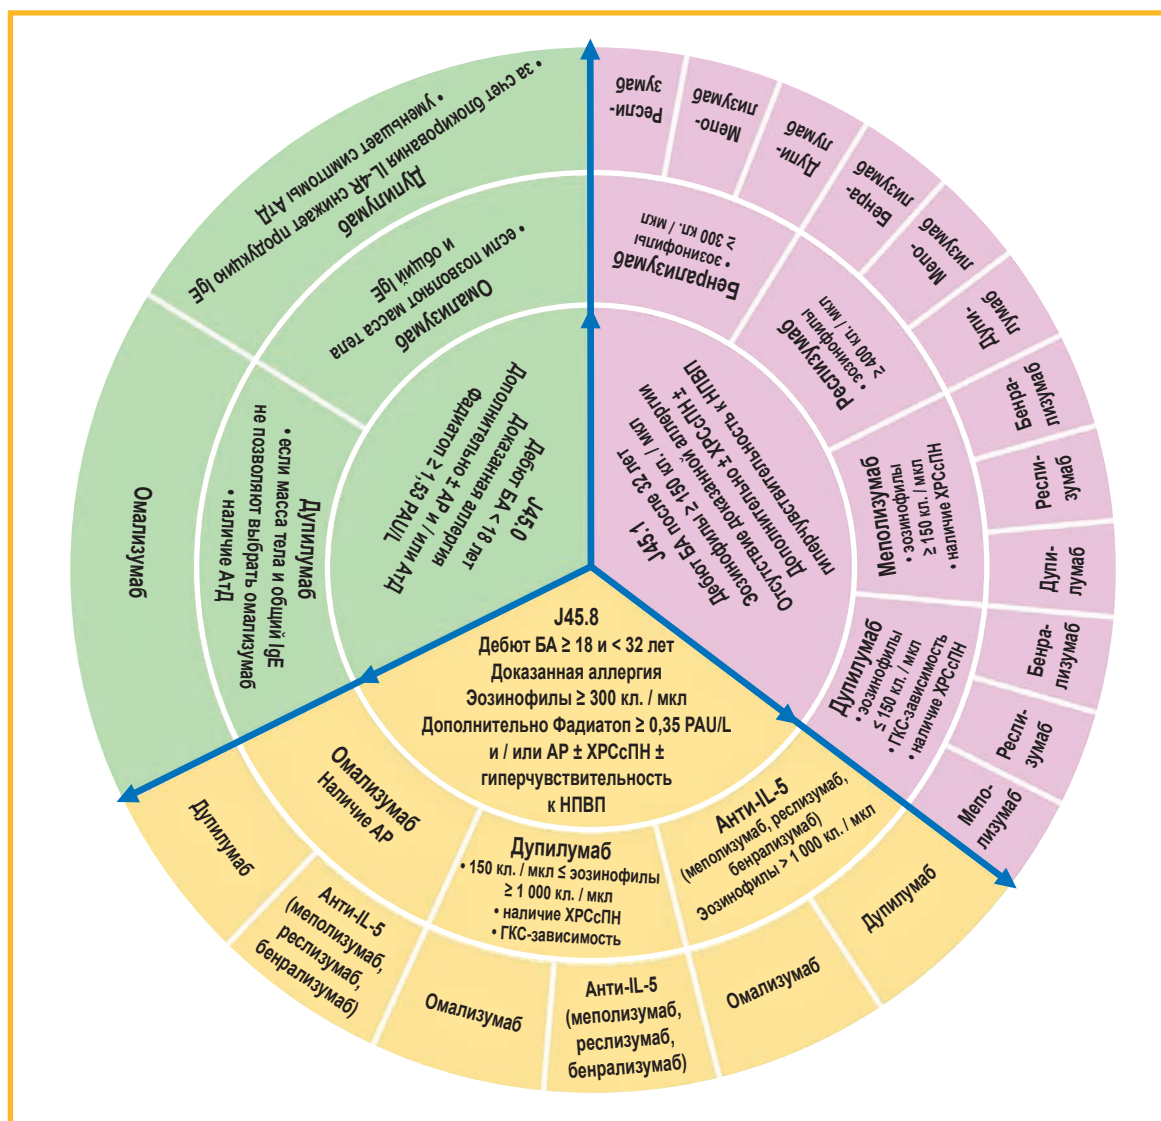 J45.0
Дебют БА < 18 лет
Доказанная аллергия
Дополнительно ± АР и / или АтД
Фадиатоп ≥ 1,53 PAU/L
Омализумаб
• если позволяют масса тела
и общий IgE
Дупилумаб
• за счет блокирования IL-4R снижает продукцию IgE
• уменьшает симптомы АтД
Дупилумаб
• если масса тела и общий IgE
не позволяют выбрать омализумаб
• наличие АтД
Омализумаб
J45.1
Дебют БА после 32 лет
Эозинофилы ≥ 150 кл. / мкл
Отсутствие доказанной аллергии
Дополнительно ± ХРСсПН ±
гиперчувствительность к НПВП
Бенрализумаб
• эозинофилы
≥ 300 кл. / мкл
Респи-
зумаб
Мепо-
лизумаб
Дупи-
лумаб
Реслизумаб
• эозинофилы
≥ 400 кл. / мкл
Бенра-
лизумаб
Мепо-
лизумаб
Дупи-
лумаб
Меполизумаб
• эозинофилы
≥ 150 кл. / мкл
• наличие ХРСсПН
Бенра-
лизумаб
Респи-
зумаб
Дупи-
лумаб
Дупилумаб
• эозинофилы
≤ 150 кл. / мкл
• ГКС-зависимость
• наличие ХРСсПН
Бенра-
лизумаб
Респи-
зумаб
Мепо-
лизумаб
J45.8
Дебют БА ≥ 18 и < 32 лет
Доказанная аллергия
Эозинофилы ≥ 300 кл. / мкл
Дополнительно Фадиатоп ≥ 0,35 PAU/L
и / или АР ± ХРСсПН ±
гиперчувствительность
к НПВП
Омализумаб
Наличие АР
Дупилумаб
• 150 кл. / мкл ≤ эозинофилы
≥ 1 000 кл. / мкл
• наличие ХРСсПН
• ГКС-зависимость
Анти-IL-5
(меполизумаб, реслизумаб,
бенрализумаб)
Эозинофилы > 1 000 кл. / мкл
Дупилумаб
Анти-IL-5
(меполизумаб,
реслизумаб,
бенрализумаб)
Омализумаб
Анти-IL-5
(меполизумаб,
реслизумаб,
бенрализумаб)
Омализумаб
Дупилумаб